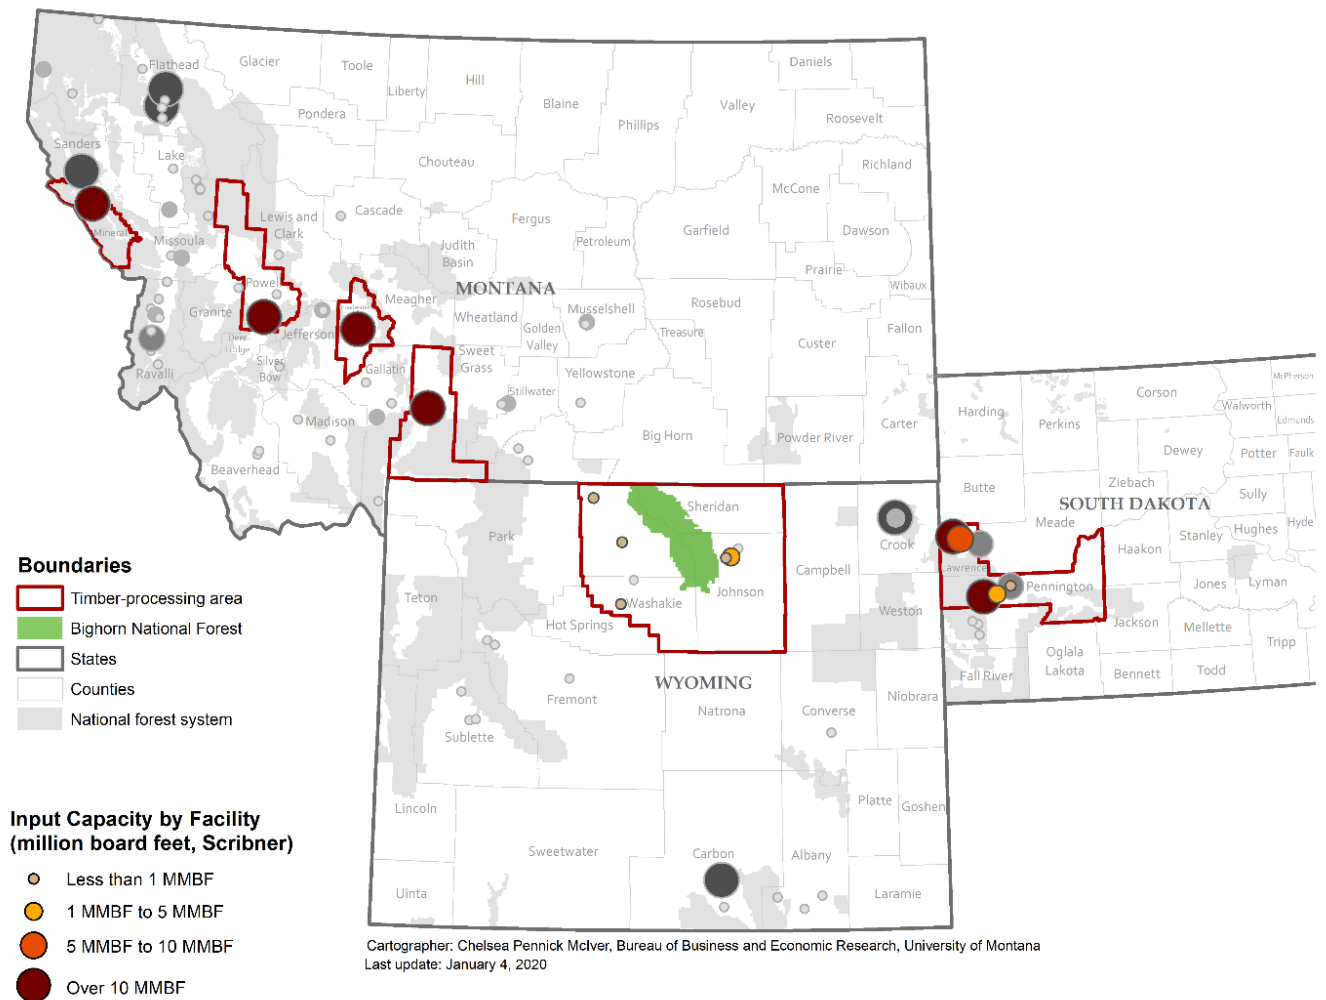 Flathead
Glacier
Toole
Liberty
Hill
Blaine
Phillips
Valley
Daniels
Roosevelt
Pondera
Chouteau
Richland
McCone
Sanders
Lake
Lewis and
Clark
Cascade
Fergus
Petroleum
Garfield
Dawson
Prairie
Wibaux
Mineral
Missoula
Judith
Basin
Powell
Meagher
MONTANA
Wheatland
Golden
Valley
Musselshell
Rosebud
Treasure
Custer
Fallon
Granite
Deer
Lodge
Jefferson
Silver
Bow
Gallatin
Sweet
Grass
Stillwater
Yellowstone
Ravalli
Madison
Beaverhead
Big Horn
Powder River
Carter
Harding
Perkins
Corson
McPherson
Walworth
Edmunds
Dewey
Potter
Faulk
Butte
Ziebach
SOUTH DAKOTA
Sully
Meade
Hughes
Hyde
Stanley
Haakon
Lawrence
Pennington
Jones
Lyman
Jackson
Mellette
Tripp
Oglala
Lakota
Fall River
Bennett
Todd
Park
Sheridan
Crook
Campbell
Johnson
Washakie
Weston
Teton
Hot Springs
WYOMING
Fremont
Natrona
Converse
Niobrara
Sublette
Lincoln
Platte
Goshen
Sweetwater
Carbon
Albany
Uinta
Laramie
Boundaries
Timber-processing area
Bighorn National Forest
States
Counties
National forest system
Input Capacity by Facility
(million board feet, Scribner)
Less than 1 MMBF
1 MMBF to 5 MMBF
5 MMBF to 10 MMBF
Over 10 MMBF
Cartographer: Chelsea Pennick McIver, Bureau of Business and Economic Research, University of Montana
Last update: January 4, 2020